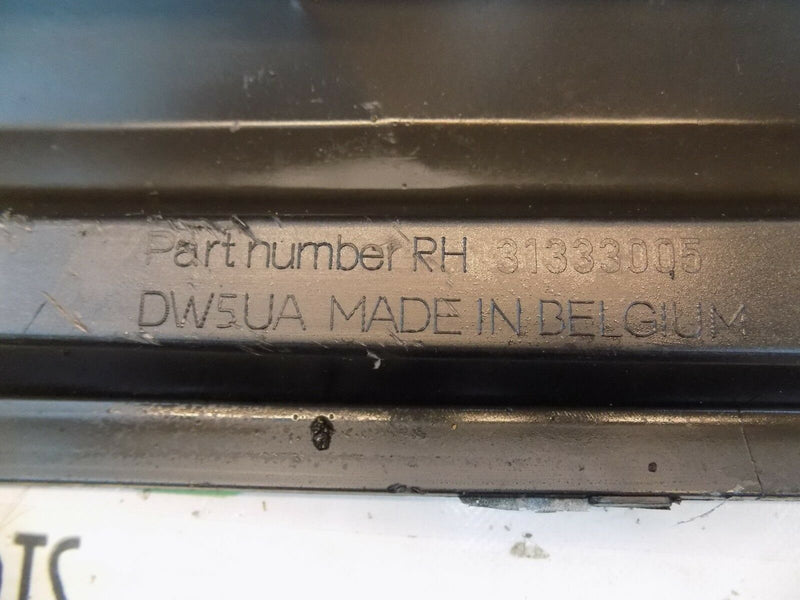 Part number RH 31333005
DW5UA MADE IN BELGIUM